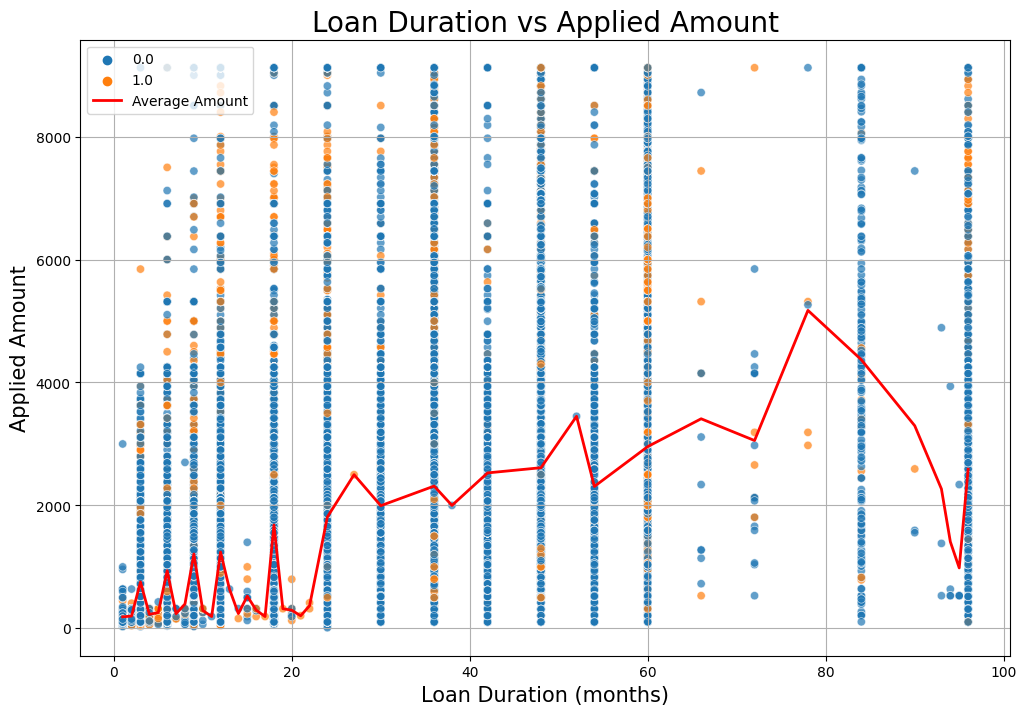 Loan Duration vs Applied Amount
0.0
1.0
Average Amount
Applied Amount
8000
6000
4000
2000
0
0 20 40 60 80 100
Loan Duration (months)